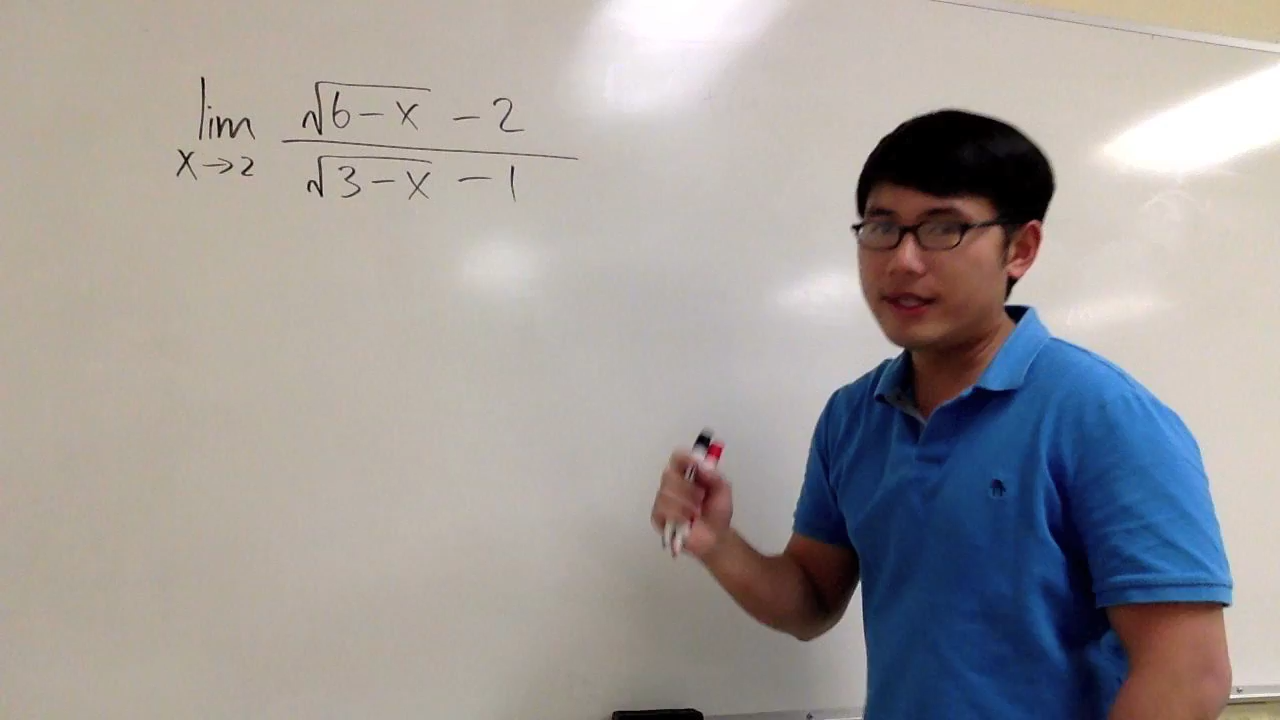 lim √6-x - 2
x→2 √3-x - 1